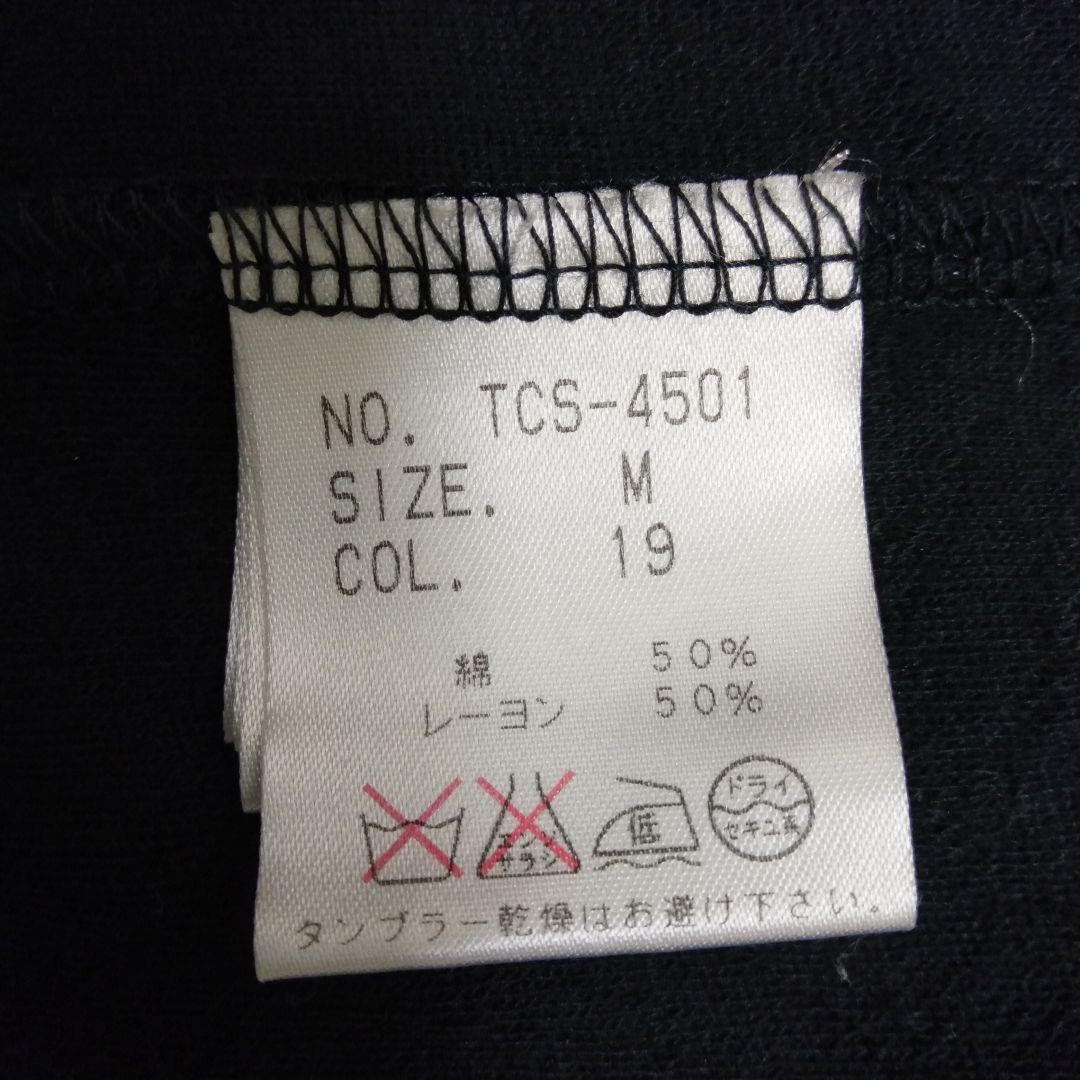 NO. TCS-4501
SIZE. M
COL. 19
綿 50%
レーヨン 50%
エンソ
サラシ
低
ドライ
セキユ系
タンブラー乾燥はお避け下さい。